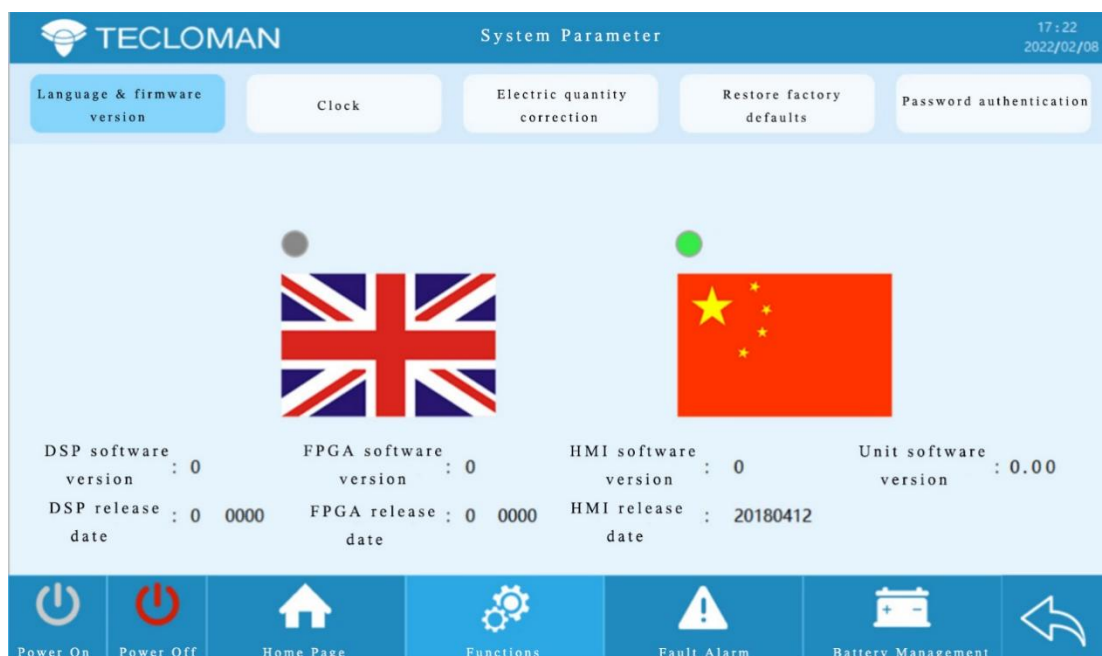 TECLOMAN
System Parameter
17:22
2022/02/08
Language & firmware
version
Clock
Electric quantity
correction
Restore factory
defaults
Password authentication
DSP software
version
: 0
FPGA software
version
: 0
HMI software
version
: 0
Unit software
version
: 0.00
DSP release
date
: 0 0000
FPGA release
date
: 0 0000
HMI release
date
: 20180412
+ -
Power On
Power Off
Home Page
Functions
Fault Alarm
Battery Management